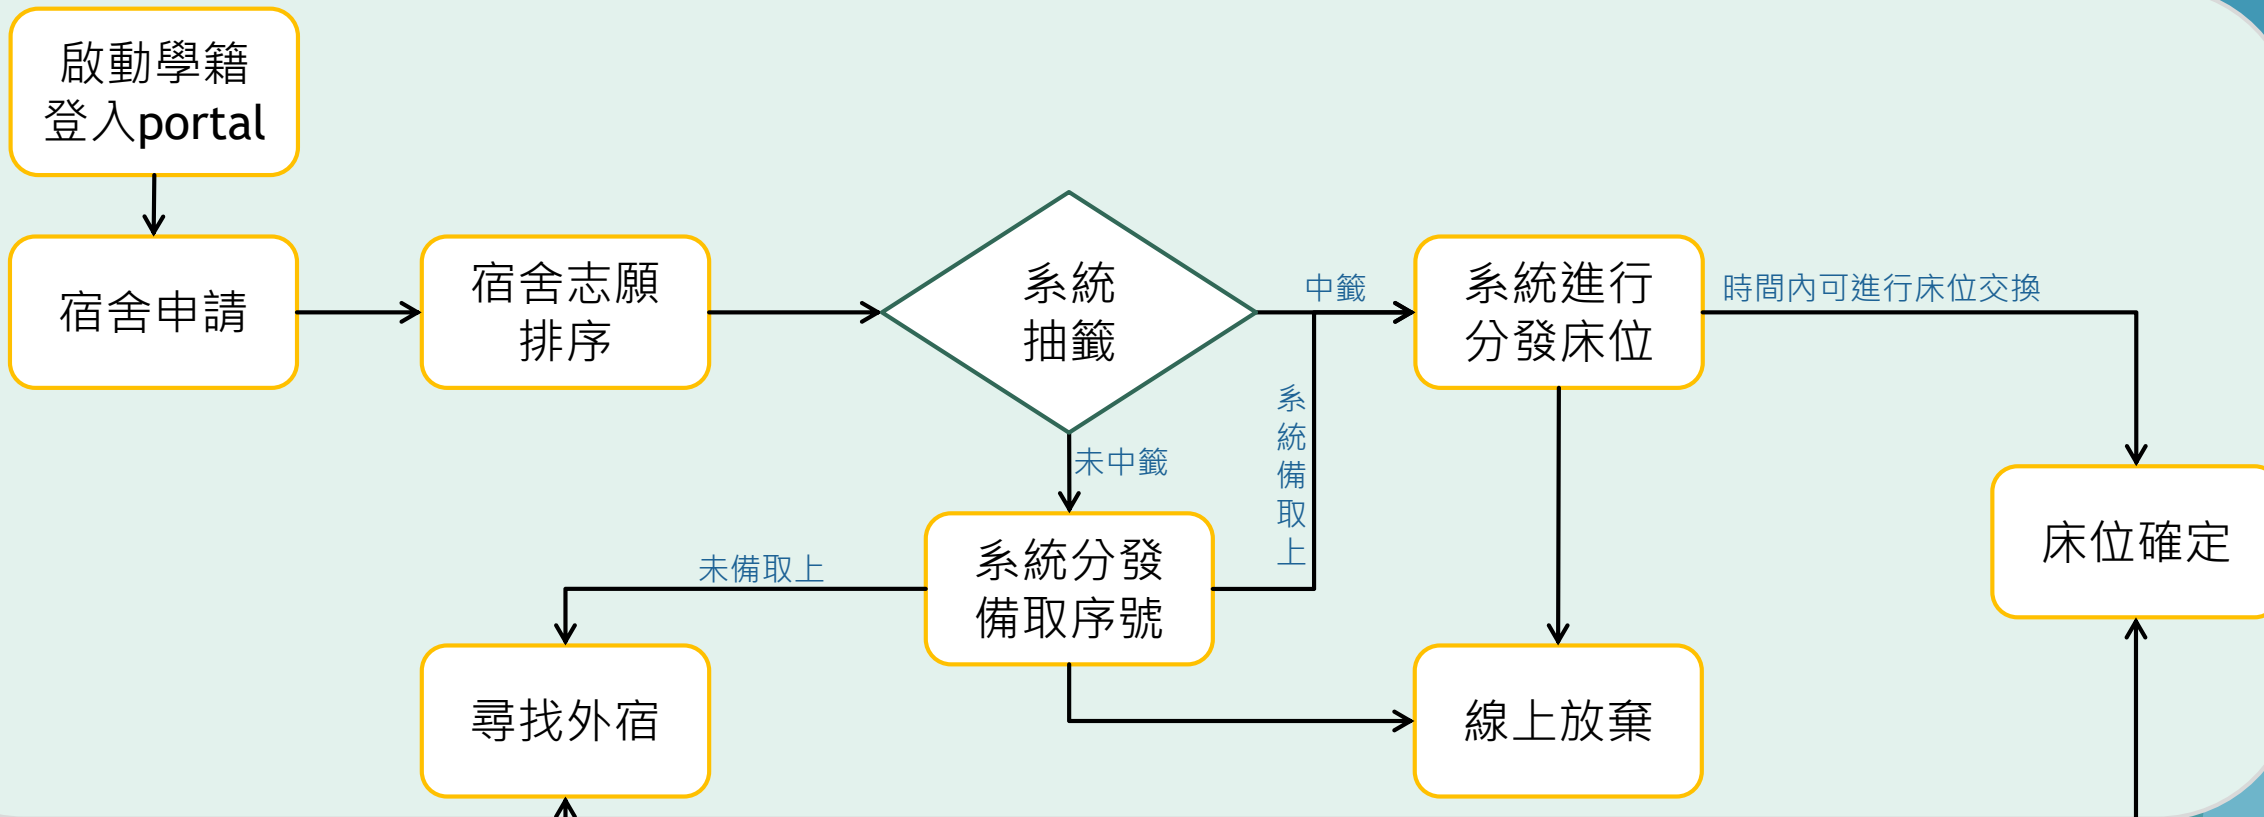 啟動學籍
登入portal
宿舍申請
宿舍志願
排序
系統
抽籤
中籤
系統進行
分發床位
時間內可進行床位交換
系統備取上
未中籤
床位確定
系統分發
備取序號
未備取上
尋找外宿
線上放棄